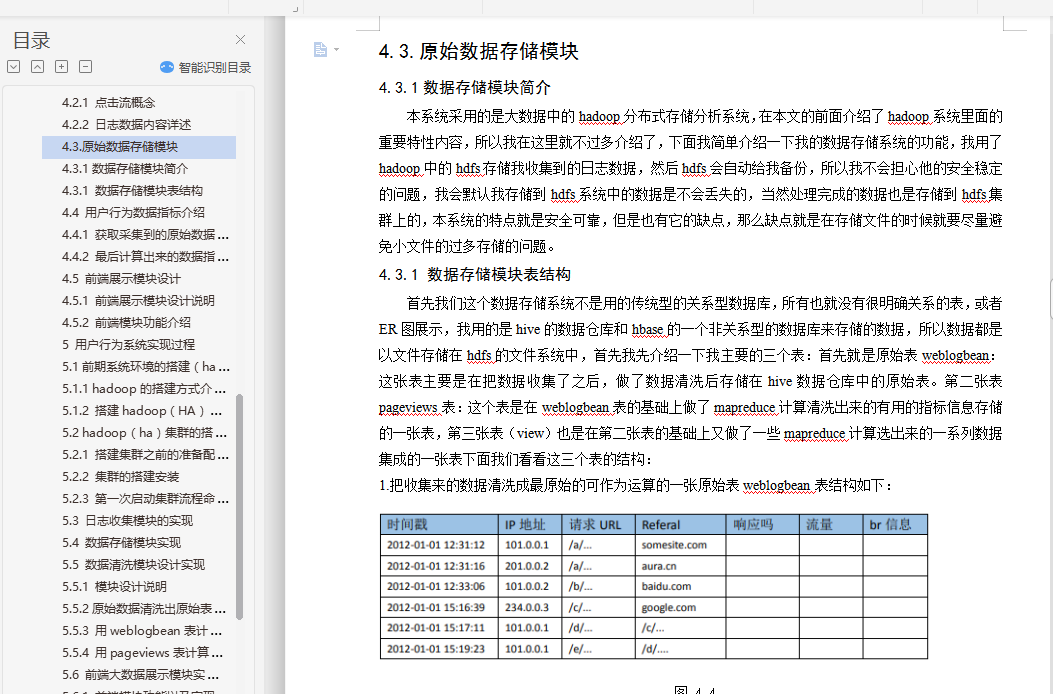 目录
智能识别目录
4.2.1 点击流概念
4.2.2 日志数据内容详述
4.3.原始数据存储模块
4.3.1 数据存储模块简介
4.3.1 数据存储模块表结构
4.4 用户行为数据指标介绍
4.4.1 获取采集到的原始数据 ...
4.4.2 最后计算出来的数据指 ...
4.5 前端展示模块设计
4.5.1 前端展示模块设计说明
4.5.2 前端模块功能介绍
5 用户行为系统实现过程
5.1 前期系统环境的搭建（ha ...
5.1.1 hadoop 的搭建方式介 ...
5.1.2 搭建 hadoop（HA）...
5.2 hadoop（ha）集群的搭 ...
5.2.1 搭建集群之前的准备配 ...
5.2.2 集群的搭建安装
5.2.3 第一次启动集群流程命 ...
5.3 日志收集模块的实现
5.4 数据存储模块实现
5.5 数据清洗模块设计实现
5.5.1 模块设计说明
5.5.2 原始数据清洗出原始表 ...
5.5.3 用 weblogbean 表计 ...
5.5.4 用 pageviews 表计算 ...
5.6 前端大数据展示模块实 ...
4.3.原始数据存储模块
4.3.1 数据存储模块简介
本系统采用的是大数据中的 hadoop 分布式存储分析系统，在本文的前面介绍了 hadoop 系统里面的
重要特性内容，所以我在这里就不过多介绍了，下面我简单介绍一下我的数据存储系统的功能，我用了
hadoop 中的 hdfs 存储我收集到的日志数据，然后 hdfs 会自动给我备份，所以我不会担心他的安全稳定
的问题，我会默认我存储到 hdfs 系统中的数据是不会丢失的，当然处理完成的数据也是存储到 hdfs 集
群上的，本系统的特点就是安全可靠，但是也有它的缺点，那么缺点就是在存储文件的时候就要尽量避
免小文件的过多存储的问题。
4.3.1 数据存储模块表结构
首先我们这个数据存储系统不是用的传统型的关系型数据库，所有也就没有很明确关系的表，或者
ER 图展示，我用的是 hive 的数据仓库和 hbase 的一个非关系型的数据库来存储的数据，所以数据都是
以文件存储在 hdfs 的文件系统中，首先我先介绍一下我主要的三个表：首先就是原始表 weblogbean：
这张表主要是在把数据收集了之后，做了数据清洗后存储在 hive 数据仓库中的原始表。第二张表
pageviews 表：这个表是在 weblogbean 表的基础上做了 mapreduce 计算清洗出来的有用的指标信息存储
的一张表，第三张表（view）也是在第二张表的基础上又做了一些 mapreduce 计算选出来的一系列数据
集成的一张表下面我们看看这三个表的结构：
1.把收集来的数据清洗成最原始的可作为运算的一张原始表 weblogbean 表结构如下：
时间戳 IP 地址 请求 URL Referal 响应吗 流量 br 信息
2012-01-01 12:31:12 101.0.0.1 /a/... somesite.com
2012-01-01 12:31:16 201.0.0.2 /a/... aura.cn
2012-01-01 12:33:06 101.0.0.2 /b/... baidu.com
2012-01-01 15:16:39 234.0.0.3 /c/... google.com
2012-01-01 15:17:11 101.0.0.1 /d/... /c/...
2012-01-01 15:19:23 101.0.0.1 /e/... /d/....